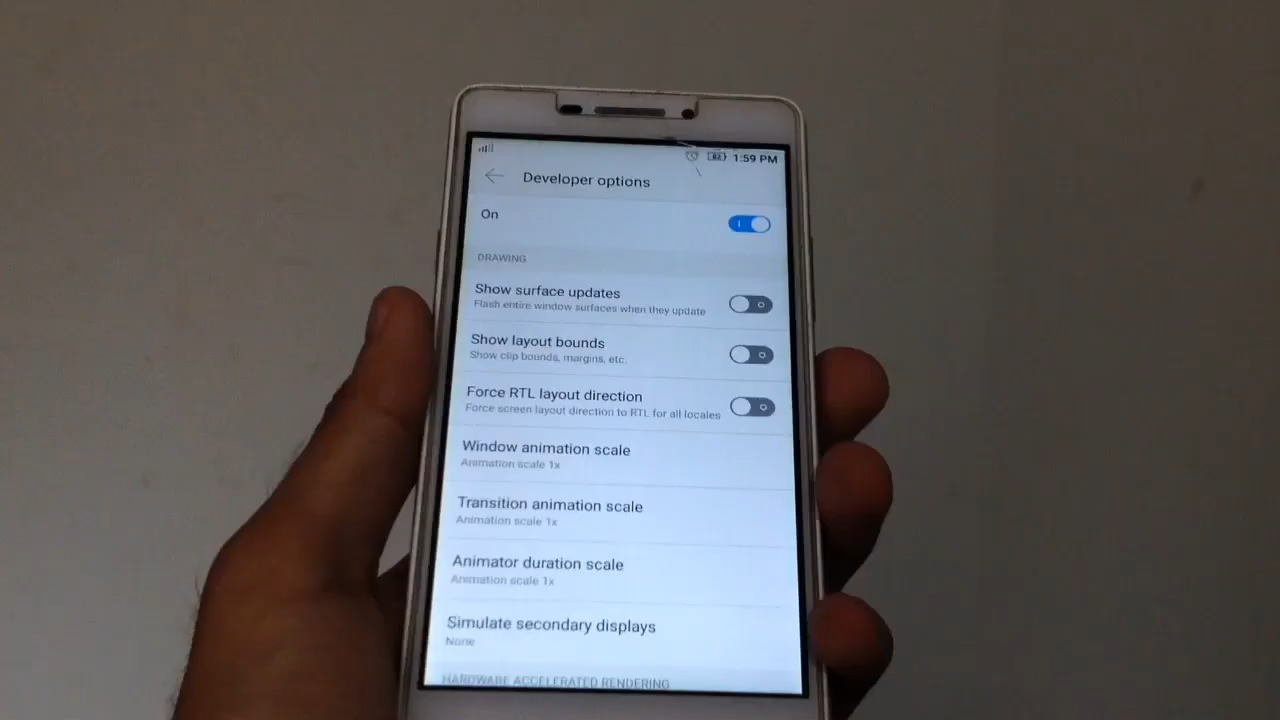 82 1:59 PM
Developer options
On
DRAWING
Show surface updates
Flash entire window surfaces when they update
Show layout bounds
Show clip bounds, margins, etc.
Force RTL layout direction
Force screen layout direction to RTL for all locales
Window animation scale
Animation scale 1x
Transition animation scale
Animation scale 1x
Animator duration scale
Animation scale 1x
Simulate secondary displays
None
HARDWARE ACCELERATED RENDERING